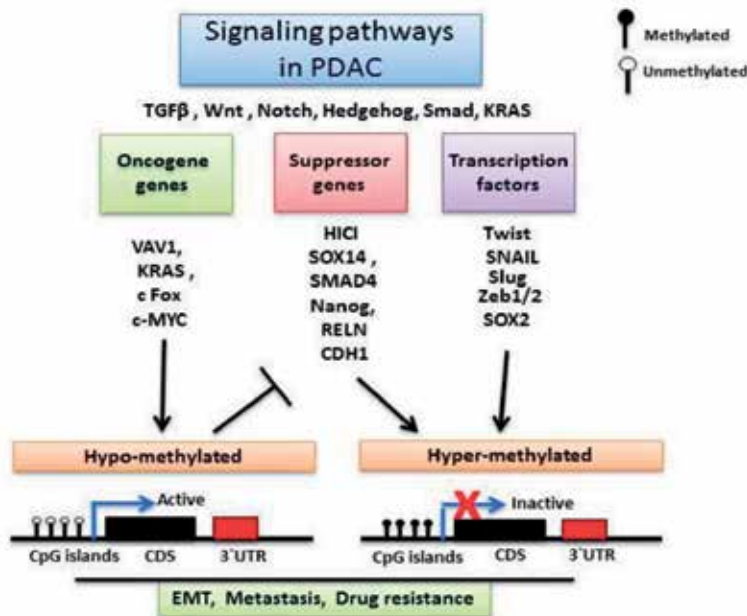 Signaling pathways
in PDAC
Methylated
Unmethylated
TGFβ , Wnt , Notch, Hedgehog, Smad, KRAS
Oncogene
genes
Suppressor
genes
Transcription
factors
VAV1,
KRAS ,
c Fox
c-MYC
HICI
SOX14 ,
SMAD4
Nanog,
RELN
CDH1
Twist
SNAIL
Slug
Zeb1/2
SOX2
Hypo-methylated
Hyper-methylated
Active
CpG islands
CDS
3`UTR
Inactive
CpG islands
CDS
3`UTR
EMT, Metastasis, Drug resistance